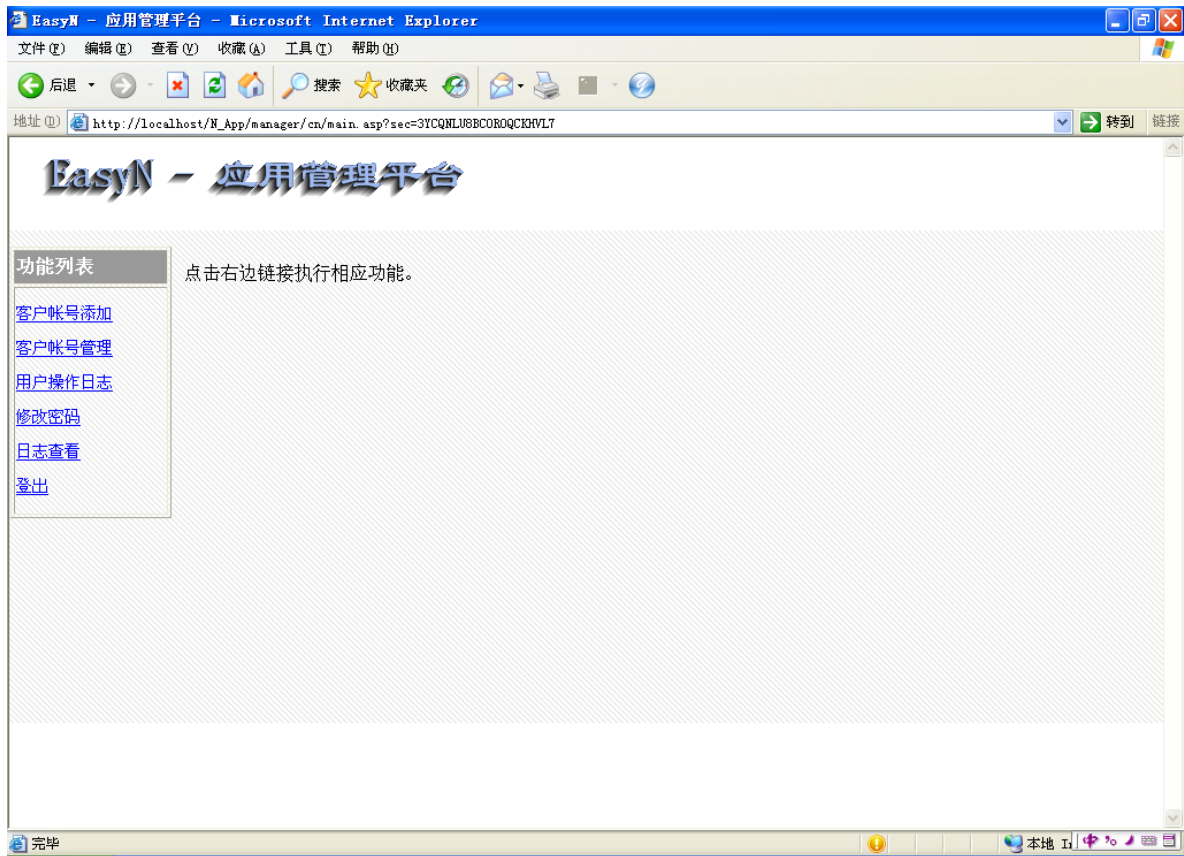 EasyN - 应用管理平台 - Microsoft Internet Explorer
文件(F) 编辑(E) 查看(V) 收藏(A) 工具(T) 帮助(H)
后退 搜索 收藏夹
地址(D) http://localhost/N_App/manager/cn/main.asp?sec=3YCQNLU8BCOROQCKHVL7 转到 链接
EasyN - 应用管理平台
功能列表
点击右边链接执行相应功能。
客户帐号添加
客户帐号管理
用户操作日志
修改密码
日志查看
登出
完毕 本地 中